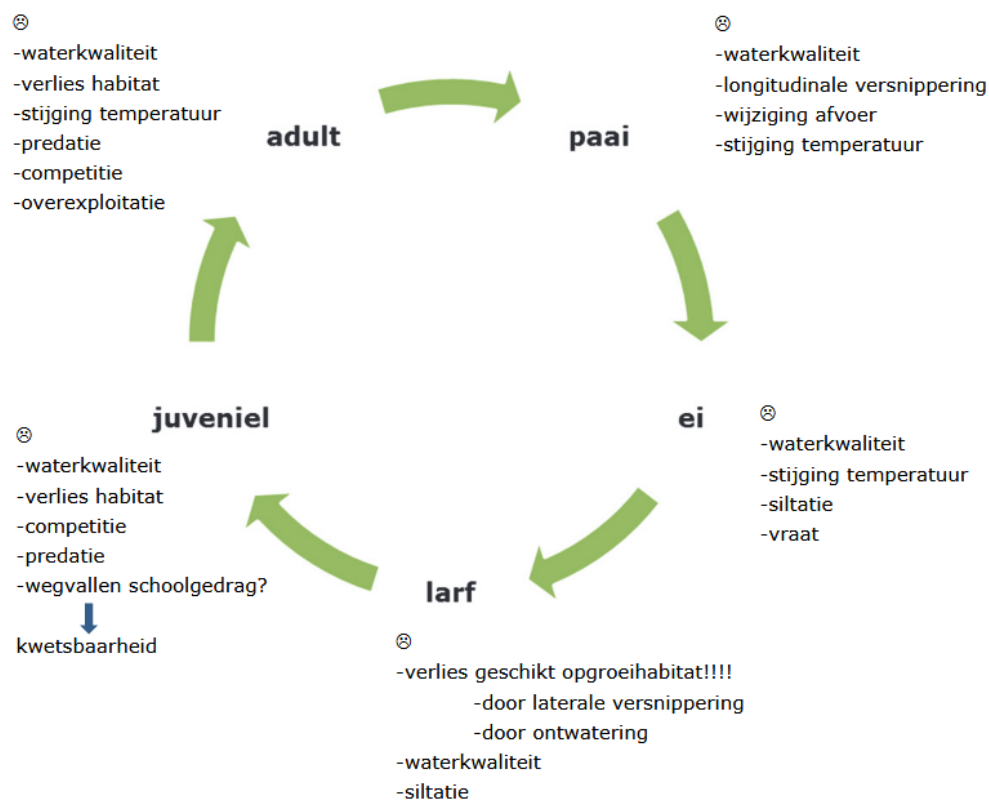 ☹
-waterkwaliteit
-verlies habitat
-stijging temperatuur
-predatie
-competitie
-overexploitatie
adult
paai
☹
-waterkwaliteit
-longitudinale versnippering
-wijziging afvoer
-stijging temperatuur
ei
☹
-waterkwaliteit
-stijging temperatuur
-siltatie
-vraat
larf
☹
-verlies geschikt opgroeihabitat!!!!
-door laterale versnippering
-door ontwatering
-waterkwaliteit
-siltatie
juveniel
☹
-waterkwaliteit
-verlies habitat
-competitie
-predatie
-wegvallen schoolgedrag?
kwetsbaarheid